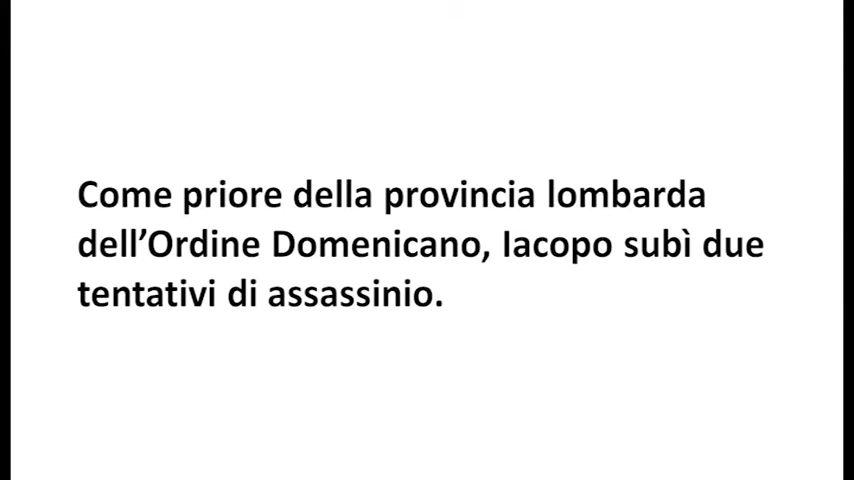 Come priore della provincia lombarda
dell’Ordine Domenicano, Iacopo subì due
tentativi di assassinio.